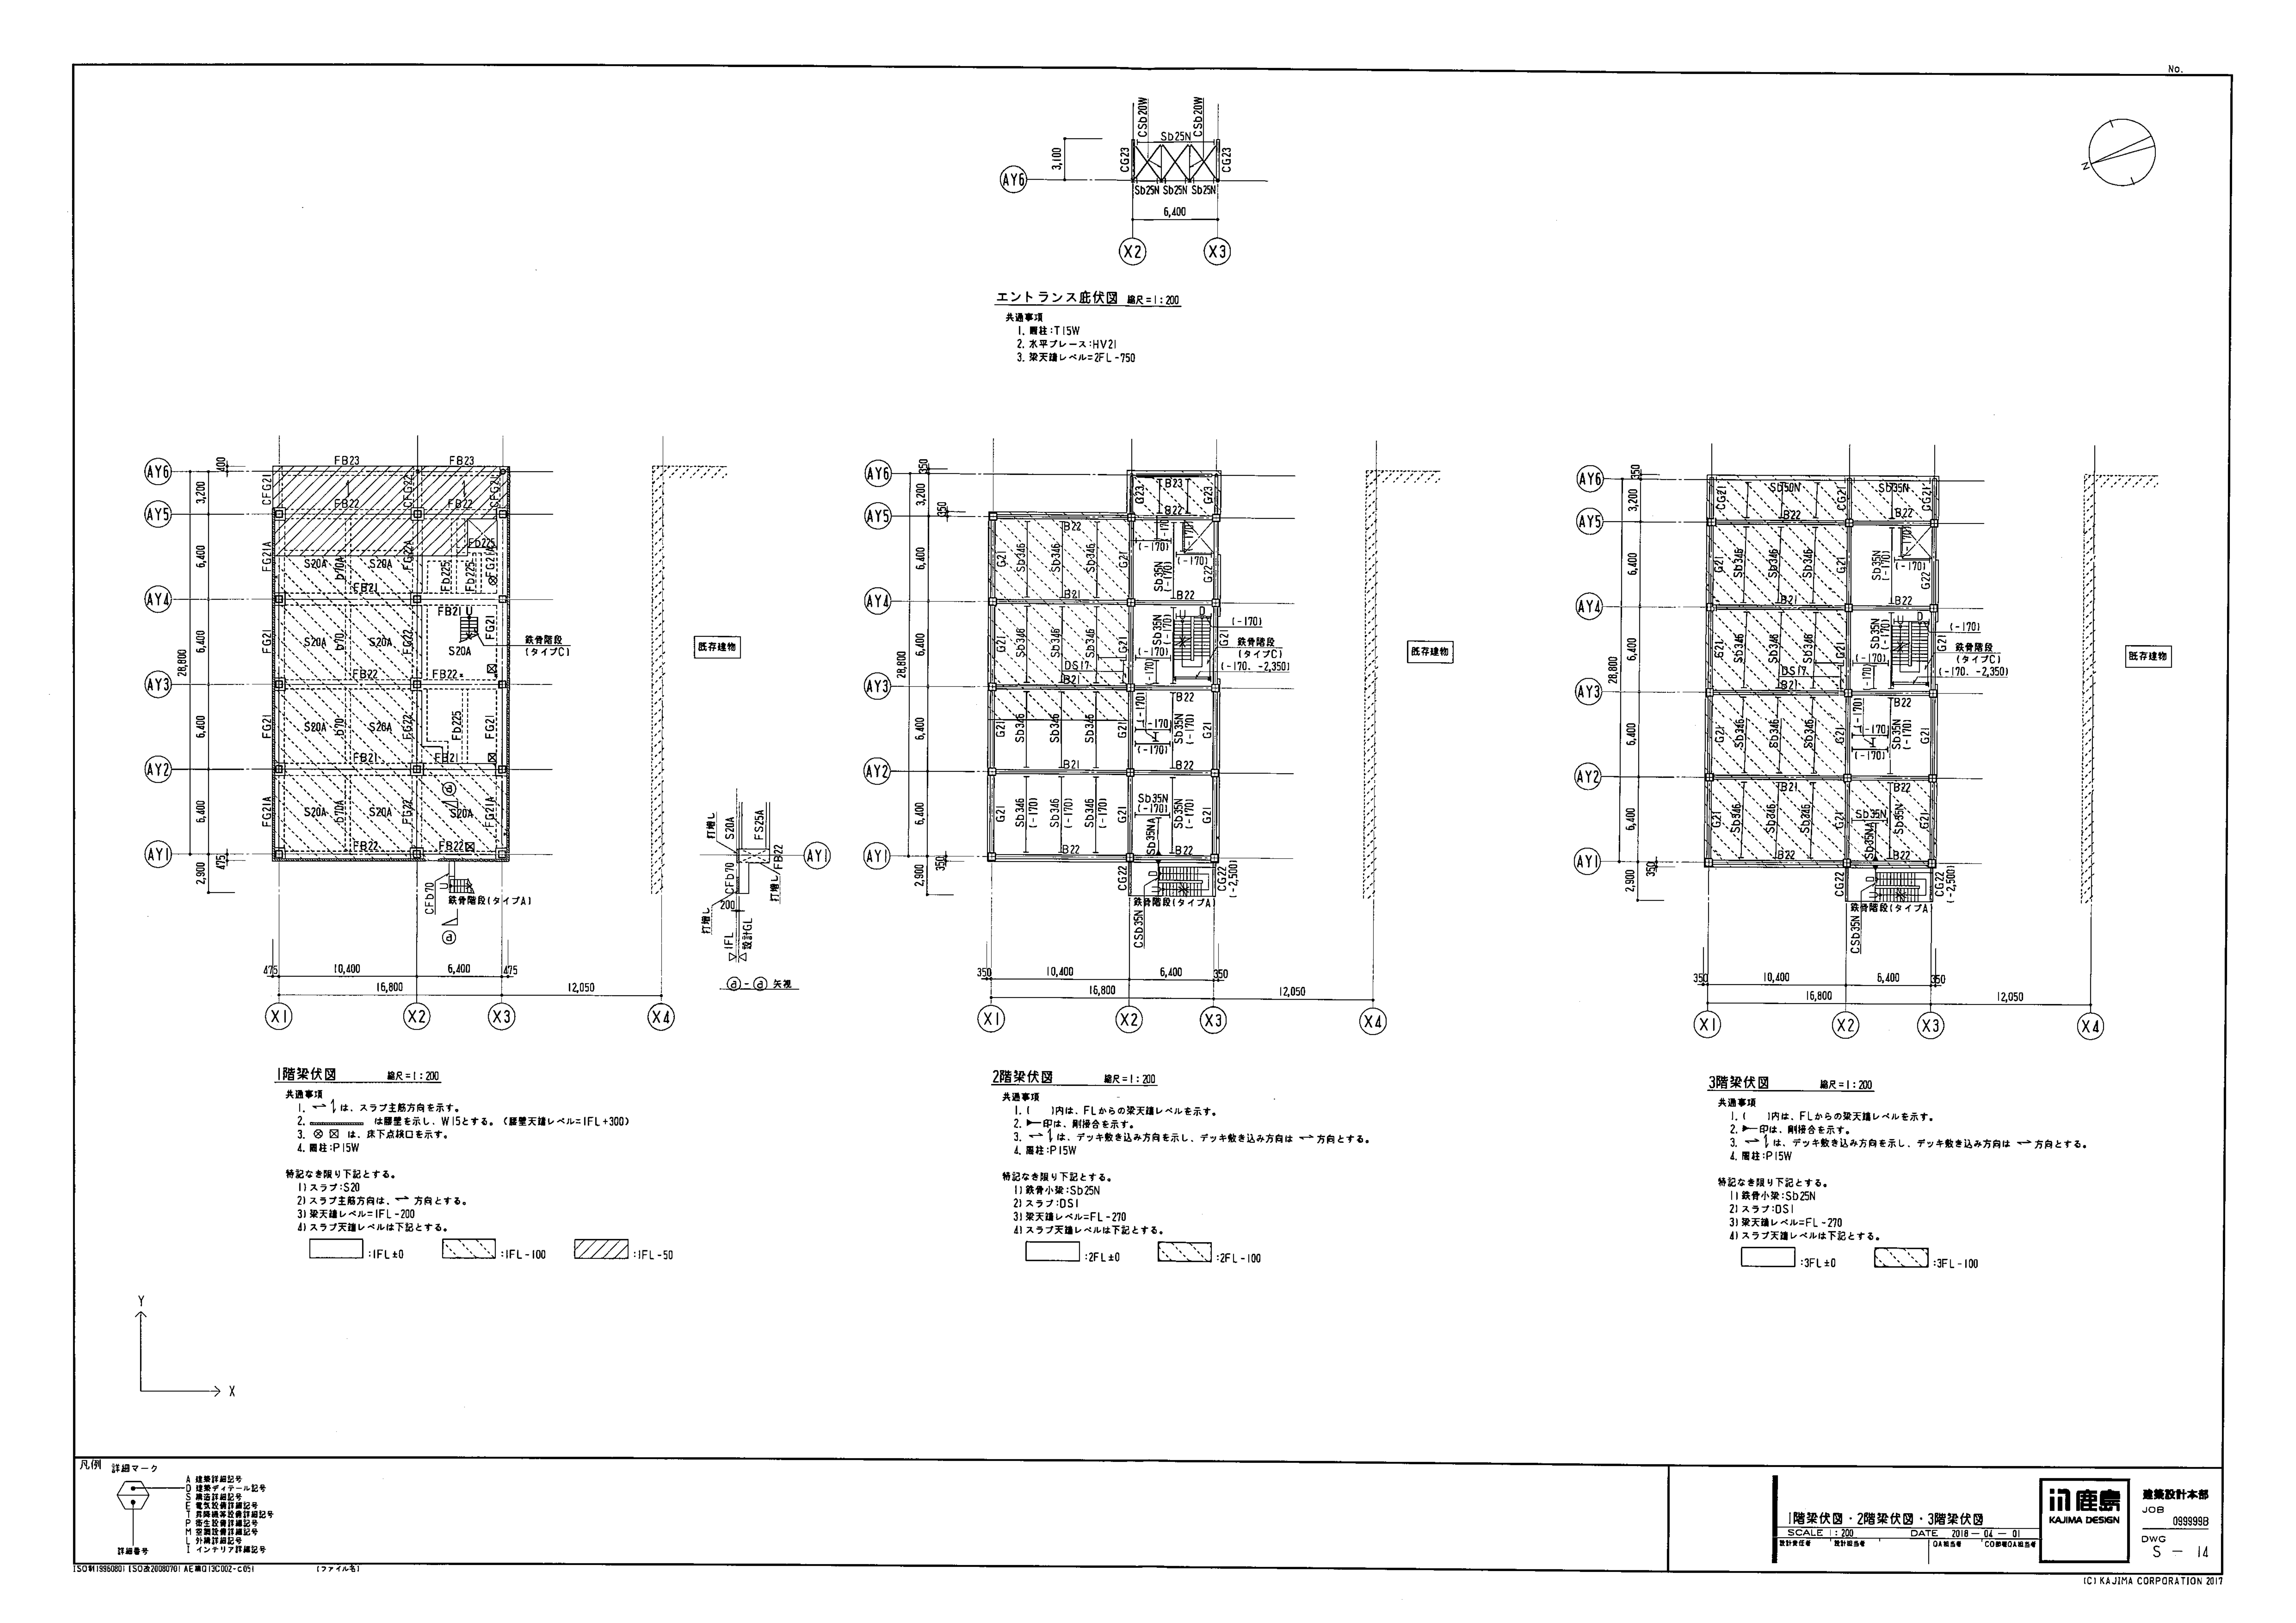 No.
CSb20W
CSb20W
Sb25N
CG23
CG23
3,100
AY6
Sb25N Sb25N Sb25N
6,400
X2
X3
N
エントランス庇伏図 縮尺=1:200
共通事項
1. 間柱:T15W
2. 水平ブレース:HV21
3. 梁天端レベル=2FL-750
AY6
AY5
AY4
AY3
AY2
AY1
400
3,200
6,400
6,400
6,400
6,400
28,800
475
2,900
FB23
FB23
CFG21
CFG22
CFG21
FB22
FB22
FG21A
FG22A
FG21A
Fb225
S20A
b70A
S20A
Fb225
Fb225
FB21
FB21
U
FG21
S20A
b70
S20A
FG22
FG21
S20A
鉄骨階段
(タイプC)
FB22
FB22
FG21
S20A
b70
S20A
FG22
Fb225
FG21
FB21
FB21
a
FG21A
S20A
b70A
S20A
FG22
S20A
FG21A
FB22
FB22
CFb70
U
鉄骨階段(タイプA)
a
475
10,400
6,400
475
16,800
12,050
X1
X2
X3
X4
既存建物
打増し
S20A
FS25A
AY1
FB22
CFb70
打増し
打増し
200
1FL
設計GL
a - a 矢視
1階梁伏図 縮尺=1:200
共通事項
1. は、スラブ主筋方向を示す。
2. は腰壁を示し、W15とする。(腰壁天端レベル=1FL+300)
3. は、床下点検口を示す。
4. 間柱:P15W
特記なき限り下記とする。
1)スラブ:S20
2)スラブ主筋方向は、 方向とする。
3)梁天端レベル=1FL-200
4)スラブ天端レベルは下記とする。
:1FL±0
:1FL-100
:1FL-50
AY6
AY5
AY4
AY3
AY2
AY1
350
3,200
350
6,400
6,400
6,400
6,400
28,800
350
2,900
G23
B23
G23
B22
B22
(-170)
(-170)
(-170)
(-170)
G21
Sb346
Sb346
Sb346
G21
Sb35N
(-170)
G22
B21
B22
G21
Sb346
Sb346
Sb346
G21
Sb35N
(-170)
(-170)
(-170)
U
D
G21
(-170)
鉄骨階段
(タイプC)
(-170, -2,350)
DS17
B21
B22
G21
Sb346
Sb346
Sb346
G21
(-170)
(-170)
(-170)
Sb35N
(-170)
G21
B21
B22
G21
Sb346
(-170)
Sb346
(-170)
Sb346
(-170)
G21
Sb35N
(-170)
Sb35NA
Sb35N
(-170)
G21
B22
B22
CG22
CG22
(-2,500)
鉄骨階段(タイプA)
CSb35N
350
10,400
6,400
350
16,800
12,050
X1
X2
X3
X4
既存建物
2階梁伏図 縮尺=1:200
共通事項
1.( )内は、FLからの梁天端レベルを示す。
2. 印は、剛接合を示す。
3. は、デッキ敷き込み方向を示し、デッキ敷き込み方向は 方向とする。
4. 間柱:P15W
特記なき限り下記とする。
1)鉄骨小梁:Sb25N
2)スラブ:DS1
3)梁天端レベル=FL-270
4)スラブ天端レベルは下記とする。
:2FL±0
:2FL-100
AY6
AY5
AY4
AY3
AY2
AY1
350
3,200
6,400
6,400
6,400
6,400
28,800
350
2,900
CG21
Sb50N
CG21
Sb35N
CG21
B22
B22
G21
Sb346
Sb346
Sb346
G21
Sb35N
(-170)
(-170)
(-170)
G22
B21
B22
G21
Sb346
Sb346
Sb346
G21
Sb35N
(-170)
(-170)
(-170)
U
D
G21
(-170)
鉄骨階段
(タイプC)
(-170, -2,350)
DS17
B21
B22
G21
Sb346
Sb346
Sb346
G21
(-170)
(-170)
(-170)
Sb35N
(-170)
G21
B21
B22
G21
Sb346
Sb346
Sb346
G21
Sb35N
Sb35NA
Sb35N
G21
B22
B22
CG22
CG22
(-2,500)
鉄骨階段(タイプA)
CSb35N
350
10,400
6,400
350
16,800
12,050
X1
X2
X3
X4
既存建物
3階梁伏図 縮尺=1:200
共通事項
1.( )内は、FLからの梁天端レベルを示す。
2. 印は、剛接合を示す。
3. は、デッキ敷き込み方向を示し、デッキ敷き込み方向は 方向とする。
4. 間柱:P15W
特記なき限り下記とする。
1)鉄骨小梁:Sb25N
2)スラブ:DS1
3)梁天端レベル=FL-270
4)スラブ天端レベルは下記とする。
:3FL±0
:3FL-100
Y
X
凡例 詳細マーク
A 建築詳細記号
D 建築ディテール記号
S 構造詳細記号
E 電気設備詳細記号
T 昇降機等設備詳細記号
P 衛生設備詳細記号
M 空調設備詳細記号
L 外構詳細記号
I インテリア詳細記号
詳細番号
1階梁伏図・2階梁伏図・3階梁伏図
SCALE 1:200 DATE 2018-04-01
設計責任者 設計担当者 QA担当者 CO部署QA担当者
鹿島
KAJIMA DESIGN
建築設計本部
JOB
099999B
DWG
S-14
(ファイル名)
(C) KAJIMA CORPORATION 2017